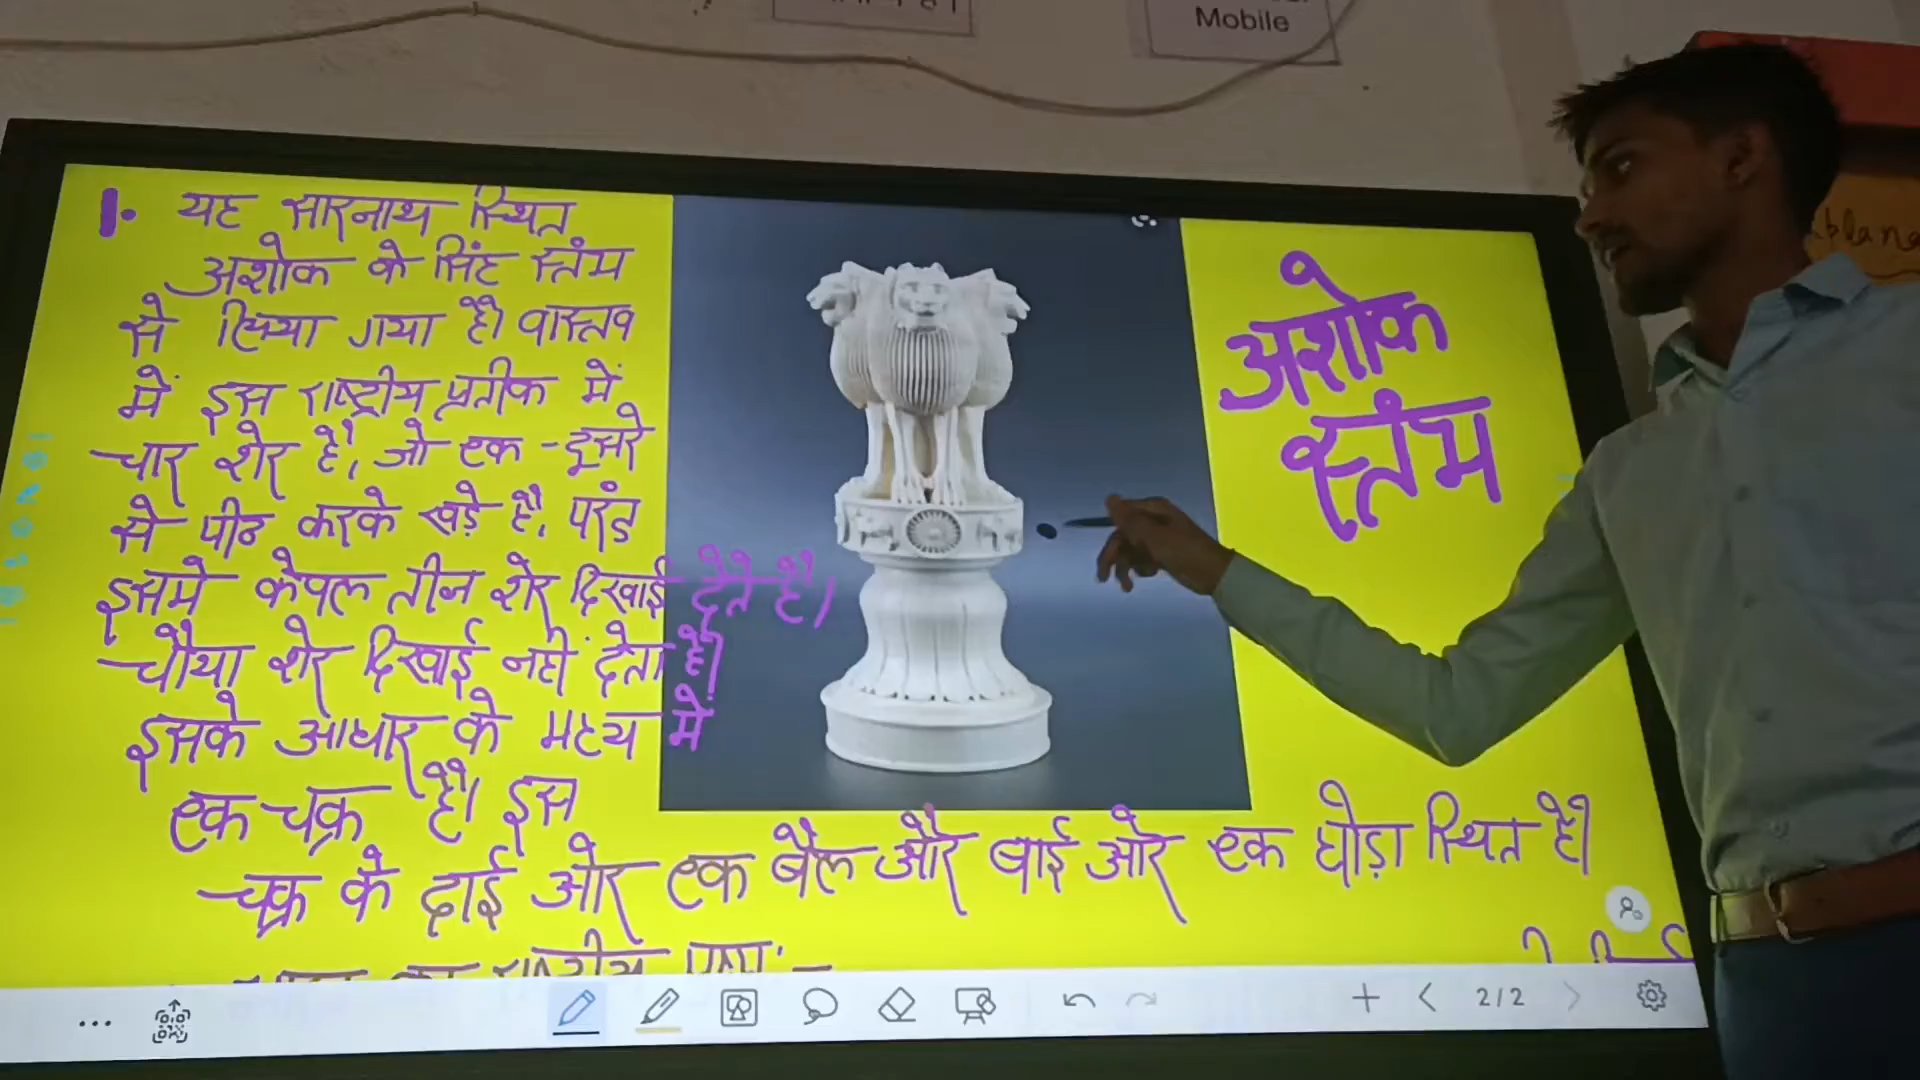 Mobile
1. यह सारनाथ स्थित
अशोक के सिंह स्तंभ
से लिया गया है। वास्तव
में इस राष्ट्रीय प्रतीक में
चार शेर है, जो एक-दूसरे
से पीठ करके खड़े है, परंतु
इसमे केवल तीन शेर दिखाई देते है।
चौथा शेर दिखाई नहीं देता है।
इसके आधार के मध्य में
एक चक्र है। इस
चक्र के दाई ओर एक बैल और बाई ओर एक घोड़ा स्थित है।
अशोक
स्तंभ
2/2